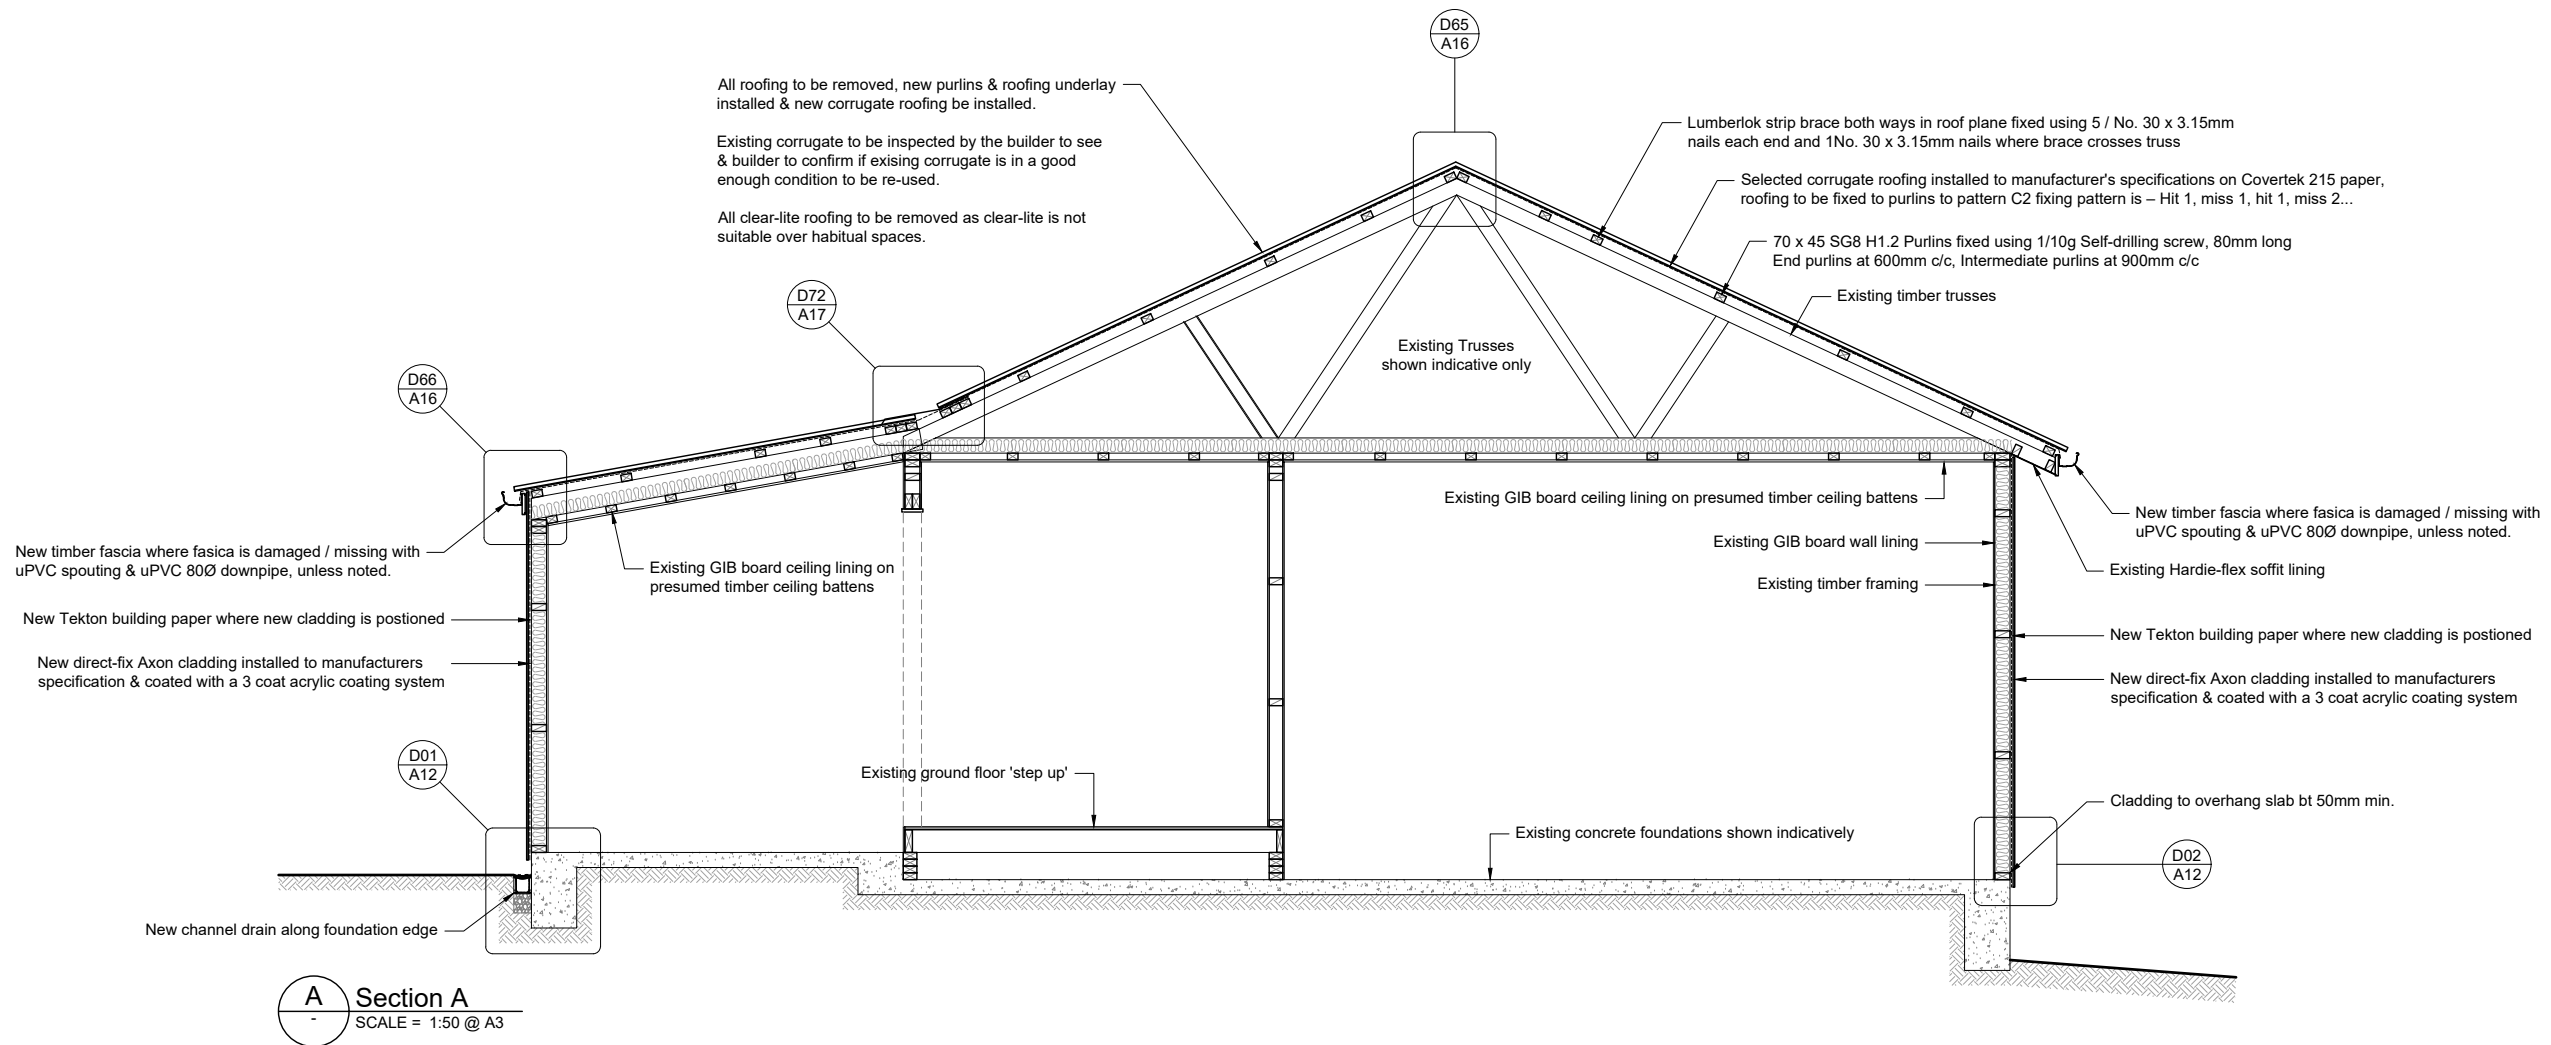 D65
A16
All roofing to be removed, new purlins & roofing underlay
installed & new corrugate roofing be installed.
Existing corrugate to be inspected by the builder to see
& builder to confirm if exising corrugate is in a good
enough condition to be re-used.
All clear-lite roofing to be removed as clear-lite is not
suitable over habitual spaces.
Lumberlok strip brace both ways in roof plane fixed using 5 / No. 30 x 3.15mm
nails each end and 1No. 30 x 3.15mm nails where brace crosses truss
Selected corrugate roofing installed to manufacturer's specifications on Covertek 215 paper,
roofing to be fixed to purlins to pattern C2 fixing pattern is – Hit 1, miss 1, hit 1, miss 2...
70 x 45 SG8 H1.2 Purlins fixed using 1/10g Self-drilling screw, 80mm long
End purlins at 600mm c/c, Intermediate purlins at 900mm c/c
Existing timber trusses
D72
A17
Existing Trusses
shown indicative only
D66
A16
Existing GIB board ceiling lining on presumed timber ceiling battens
New timber fascia where fasica is damaged / missing with
uPVC spouting & uPVC 80Ø downpipe, unless noted.
Existing GIB board wall lining
New timber fascia where fasica is damaged / missing with
uPVC spouting & uPVC 80Ø downpipe, unless noted.
Existing GIB board ceiling lining on
presumed timber ceiling battens
Existing Hardie-flex soffit lining
Existing timber framing
New Tekton building paper where new cladding is postioned
New Tekton building paper where new cladding is postioned
New direct-fix Axon cladding installed to manufacturers
specification & coated with a 3 coat acrylic coating system
New direct-fix Axon cladding installed to manufacturers
specification & coated with a 3 coat acrylic coating system
D01
A12
Existing ground floor 'step up'
Cladding to overhang slab bt 50mm min.
Existing concrete foundations shown indicatively
D02
A12
New channel drain along foundation edge
A
-
Section A
SCALE = 1:50 @ A3